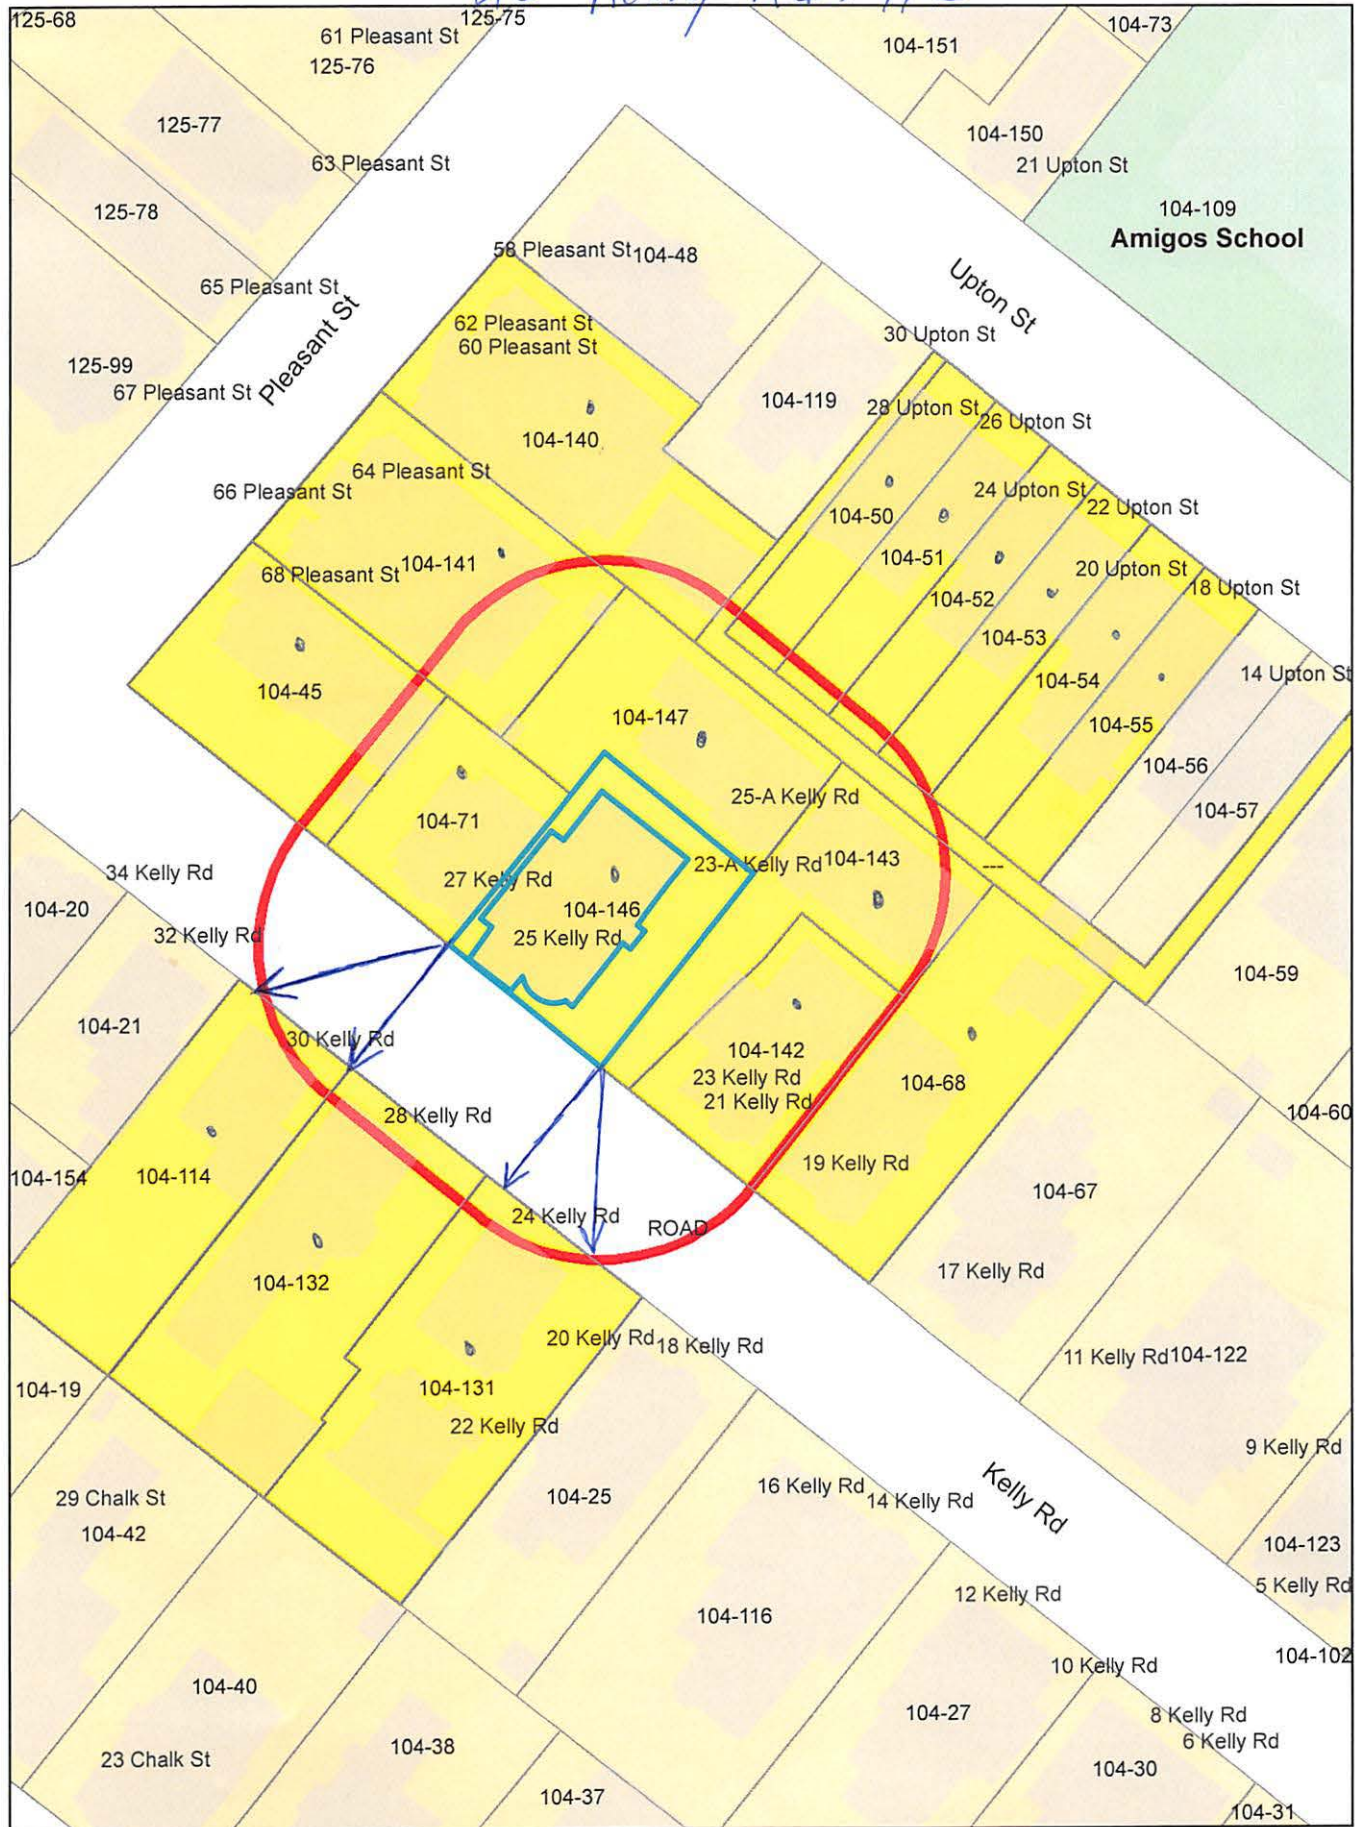 125-68
125-75
61 Pleasant St
125-76
104-151
104-73
125-77
63 Pleasant St
104-150
21 Upton St
125-78
104-109
Amigos School
58 Pleasant St
104-48
65 Pleasant St
Pleasant St
Upton St
62 Pleasant St
60 Pleasant St
30 Upton St
125-99
67 Pleasant St
104-119
28 Upton St
26 Upton St
104-140
64 Pleasant St
66 Pleasant St
24 Upton St
22 Upton St
104-50
104-51
104-141
68 Pleasant St
20 Upton St
18 Upton St
104-52
104-53
104-45
104-54
14 Upton St
104-147
104-55
104-56
25-A Kelly Rd
104-57
104-71
23-A Kelly Rd
104-143
---
34 Kelly Rd
27 Kelly Rd
104-20
104-146
32 Kelly Rd
25 Kelly Rd
104-59
104-21
30 Kelly Rd
104-142
23 Kelly Rd
21 Kelly Rd
104-68
28 Kelly Rd
104-60
19 Kelly Rd
104-154
104-114
104-67
24 Kelly Rd
ROAD
104-132
17 Kelly Rd
20 Kelly Rd
18 Kelly Rd
11 Kelly Rd
104-122
104-19
104-131
22 Kelly Rd
9 Kelly Rd
29 Chalk St
104-42
104-25
16 Kelly Rd
14 Kelly Rd
Kelly Rd
104-123
5 Kelly Rd
12 Kelly Rd
104-116
104-102
10 Kelly Rd
104-40
104-27
8 Kelly Rd
6 Kelly Rd
104-38
23 Chalk St
104-30
104-37
104-31